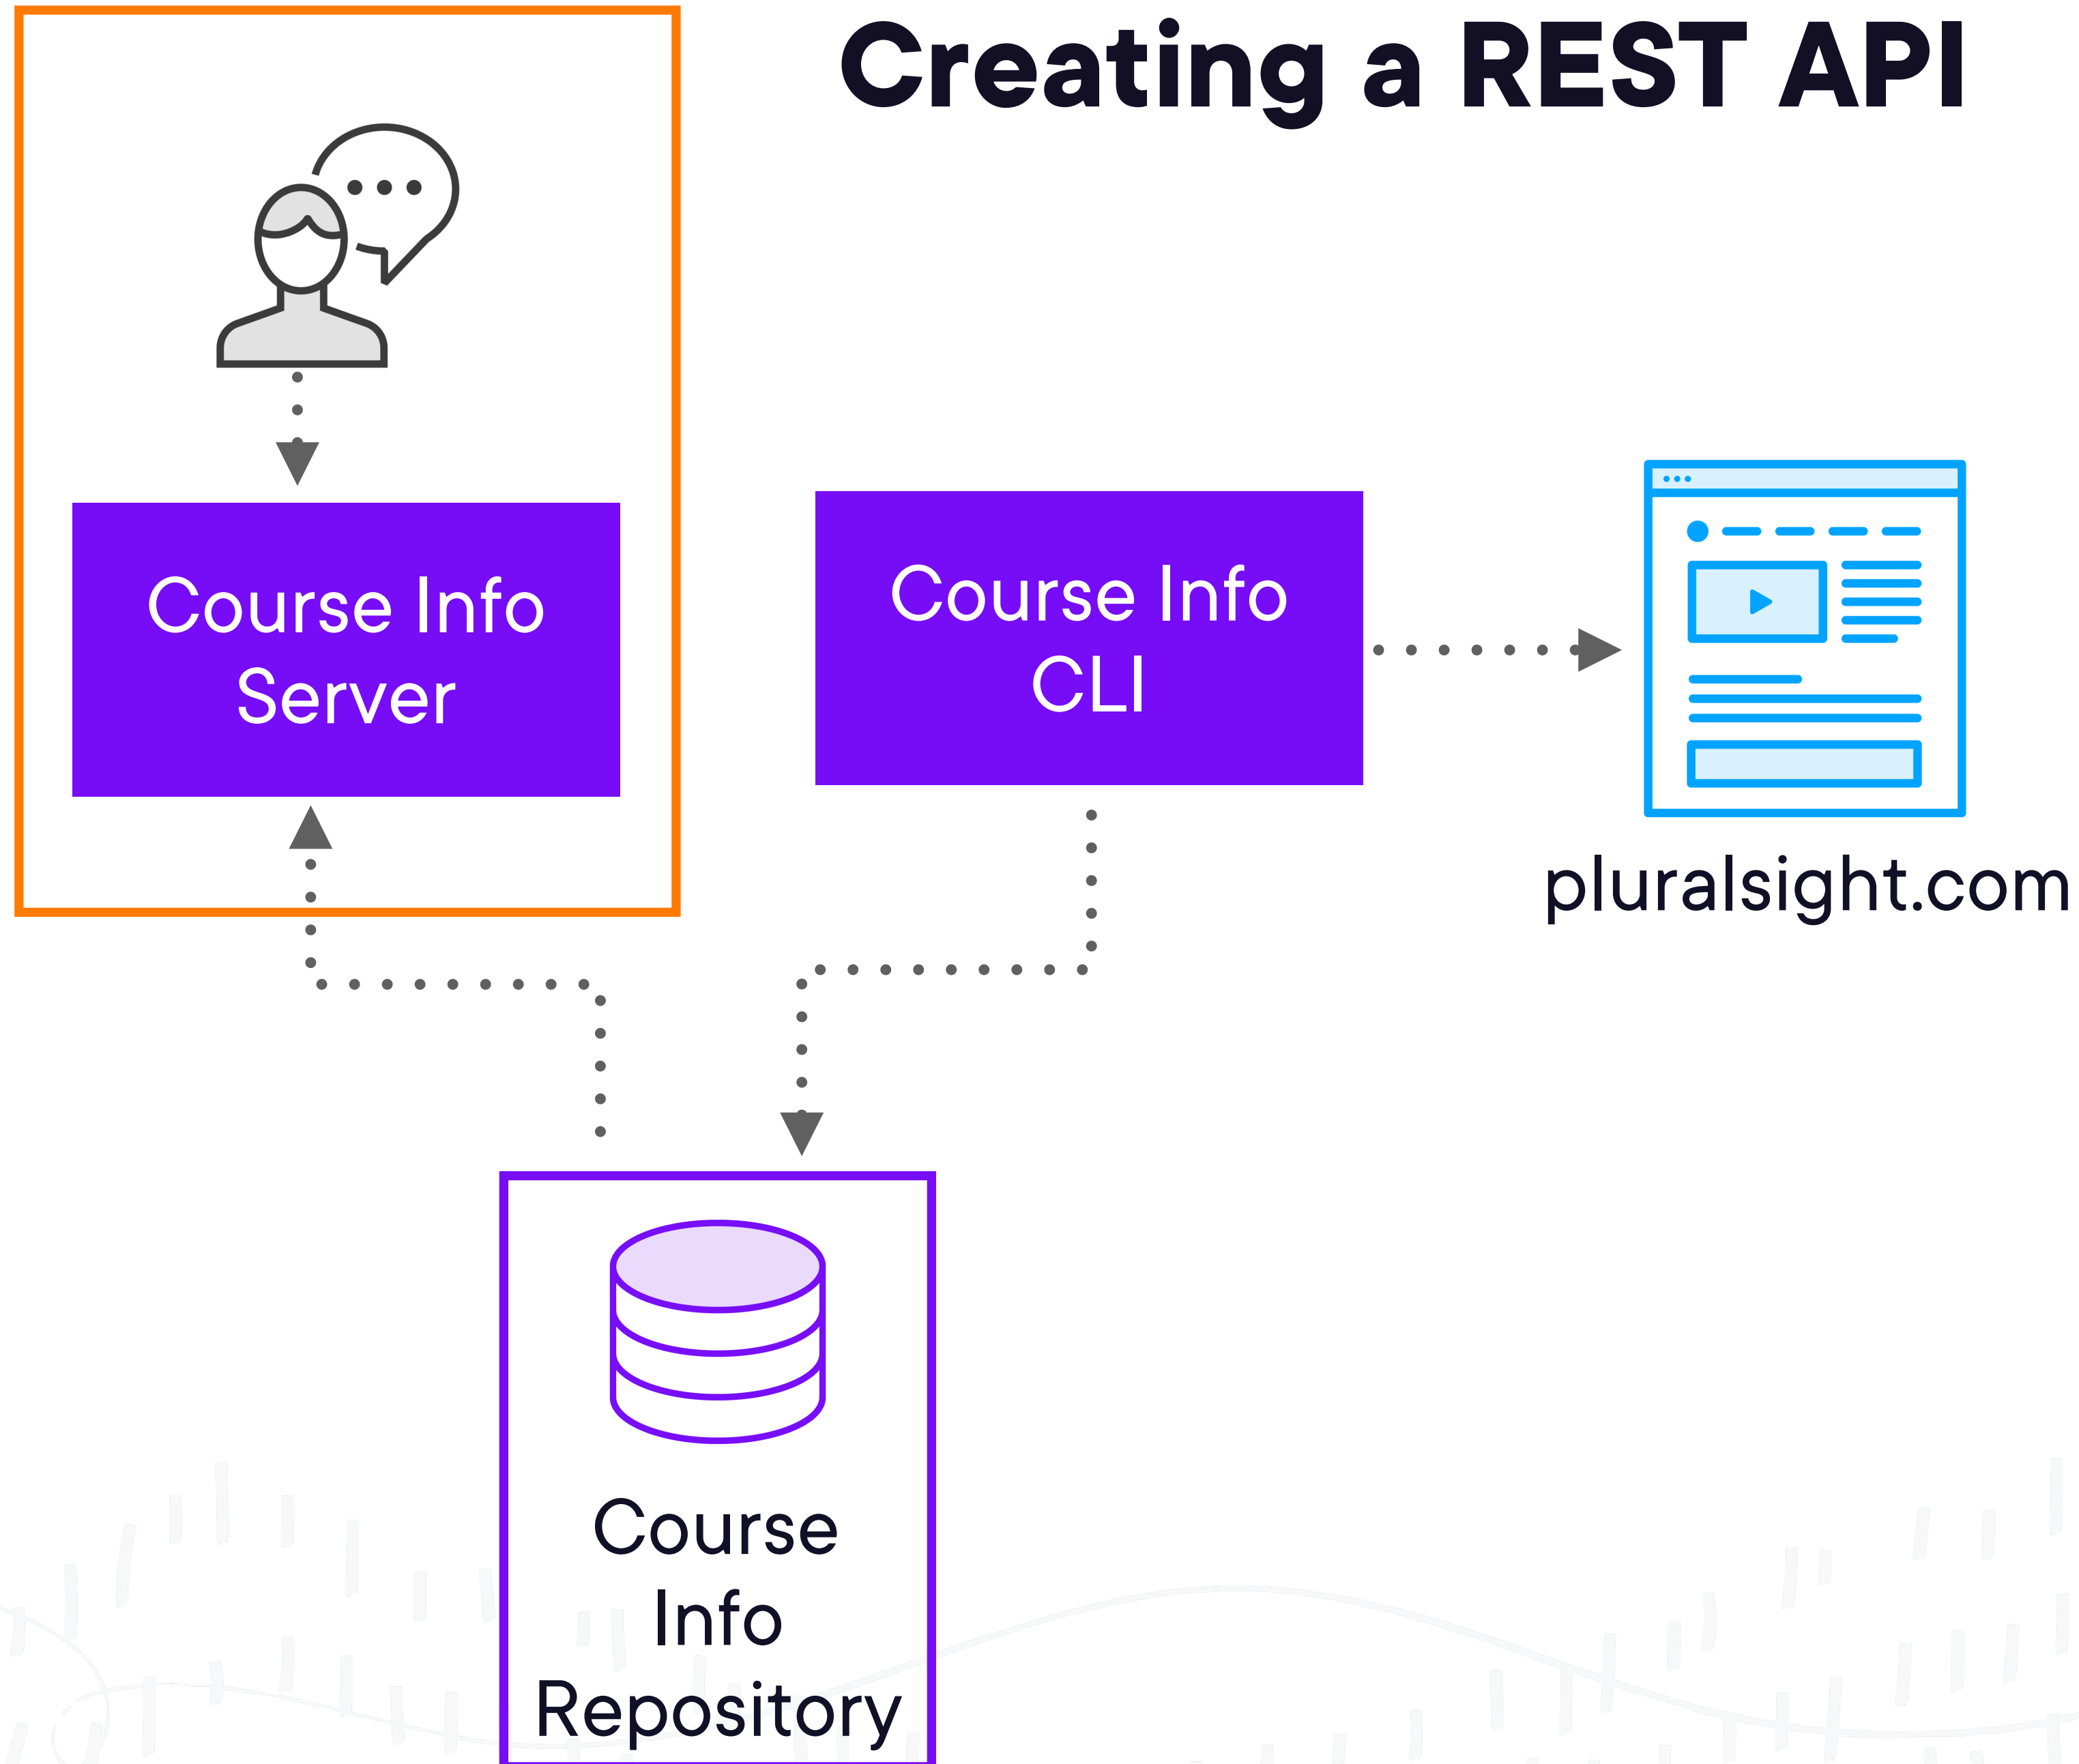 Creating a REST API
Course Info
Server
Course Info
CLI
pluralsight.com
Course
Info
Repository